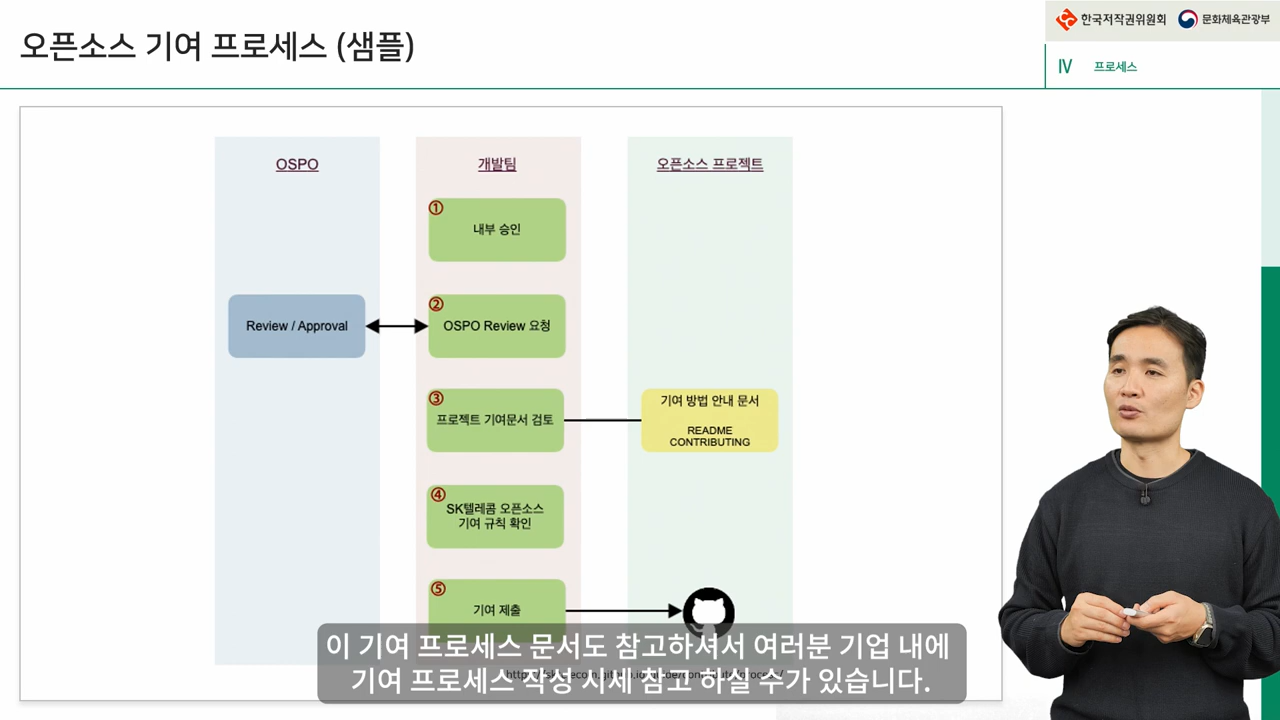 오픈소스 기여 프로세스 (샘플)
한국저작권위원회
문화체육관광부
IV 프로세스
OSPO
개발팀
오픈소스 프로젝트
①
내부 승인
Review / Approval
②
OSPO Review 요청
③
프로젝트 기여문서 검토
기여 방법 안내 문서
README
CONTRIBUTING
④
SK텔레콤 오픈소스
기여 규칙 확인
⑤
기여 제출
이 기여 프로세스 문서도 참고하셔서 여러분 기업 내에
기여 프로세스 작성 시세 참고 하실 수가 있습니다.